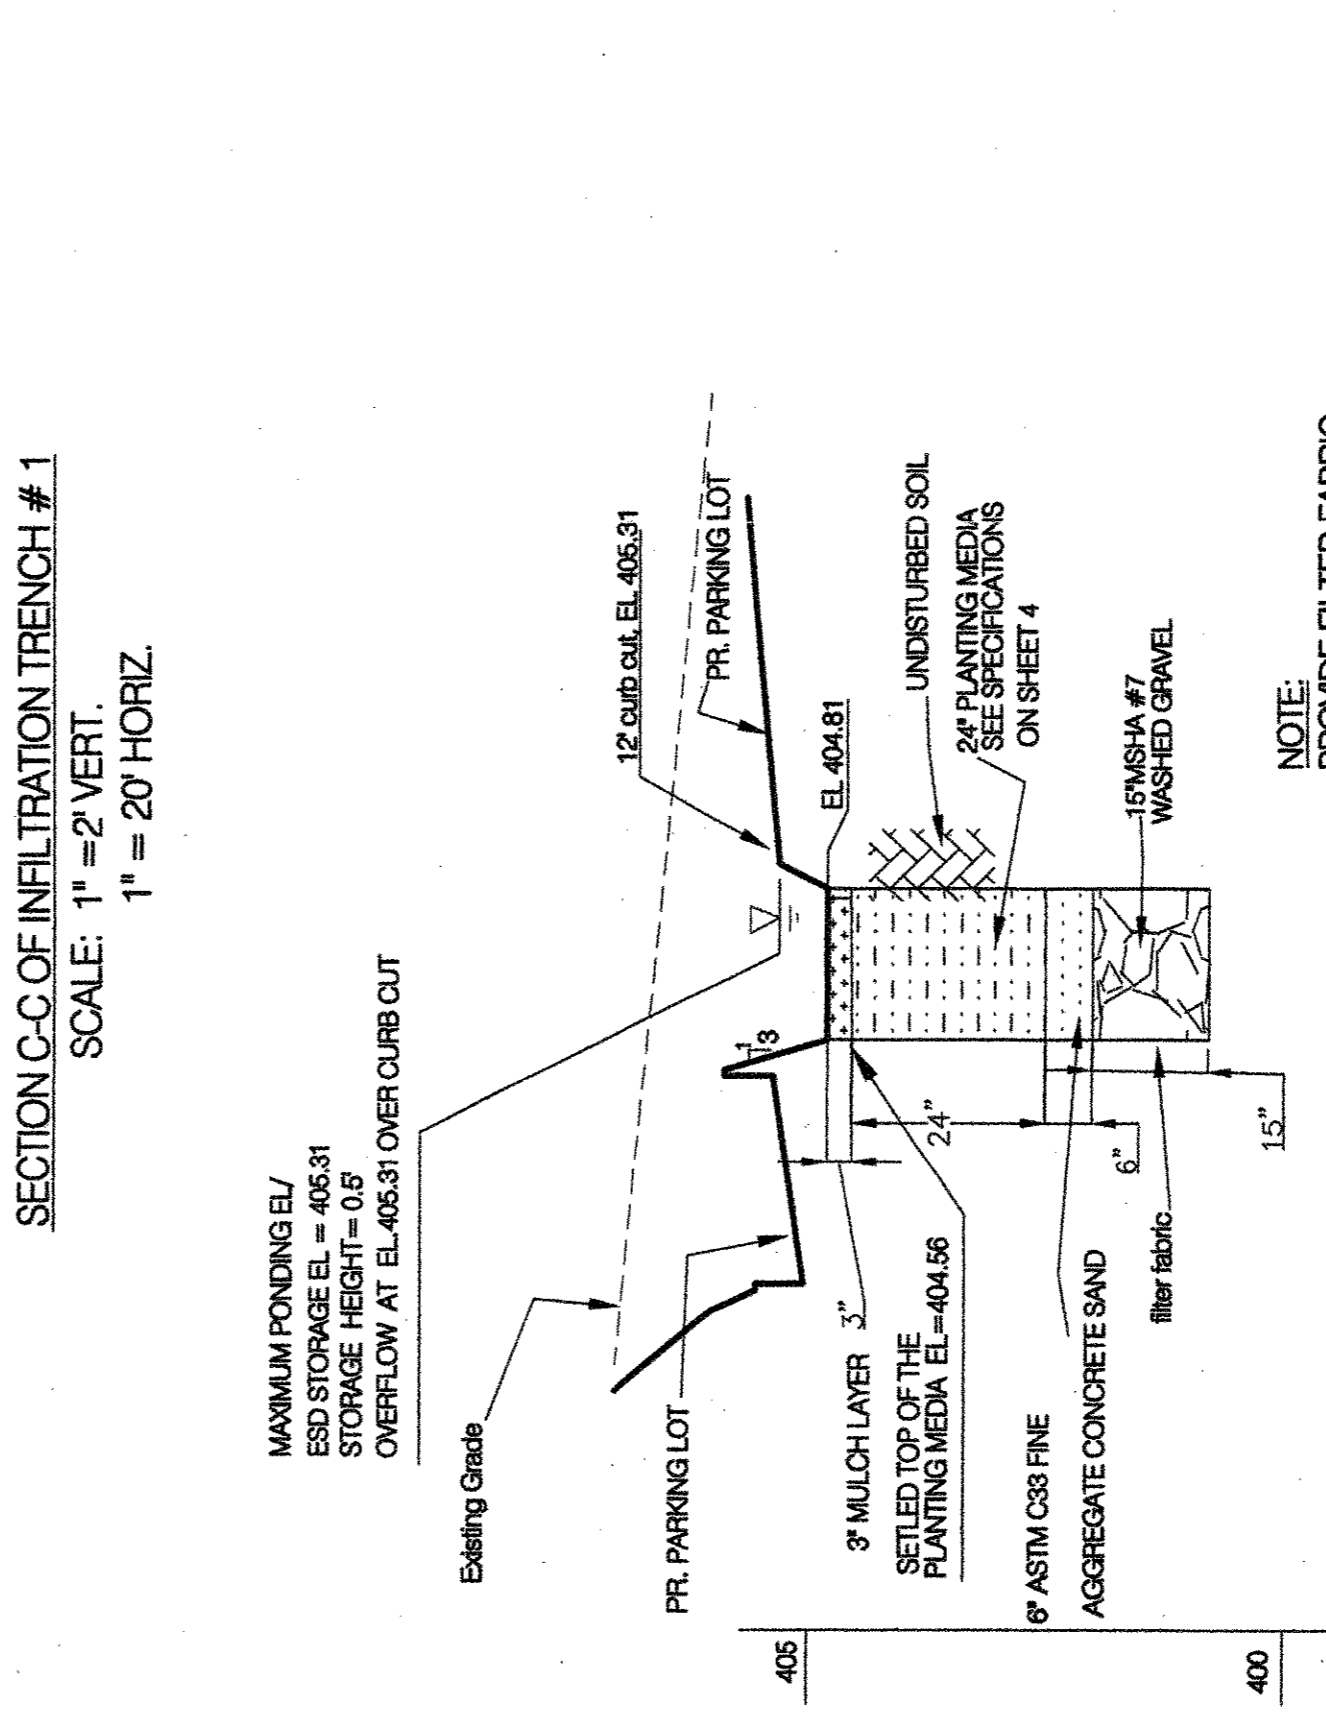 SECTION C-C OF INFILTRATION TRENCH # 1
SCALE: 1" =2' VERT.
1" = 20' HORIZ.
MAXIMUM PONDING EL/
ESD STORAGE EL = 405.31
STORAGE HEIGHT= 0.5'
OVERFLOW AT EL.405.31 OVER CURB CUT
Existing Grade
12' curb cut, EL 405.31
PR. PARKING LOT
PR. PARKING LOT
1
3
EL 404.81
3" MULCH LAYER
3"
UNDISTURBED SOIL
SETLED TOP OF THE
PLANTING MEDIA EL=404.56
24"
24" PLANTING MEDIA
SEE SPECIFICATIONS
ON SHEET 4
6" ASTM C33 FINE
AGGREGATE CONCRETE SAND
6"
15"MSHA #7
WASHED GRAVEL
filter fabric
15"
405
400
NOTE:
PROVIDE FILTER FABRIC